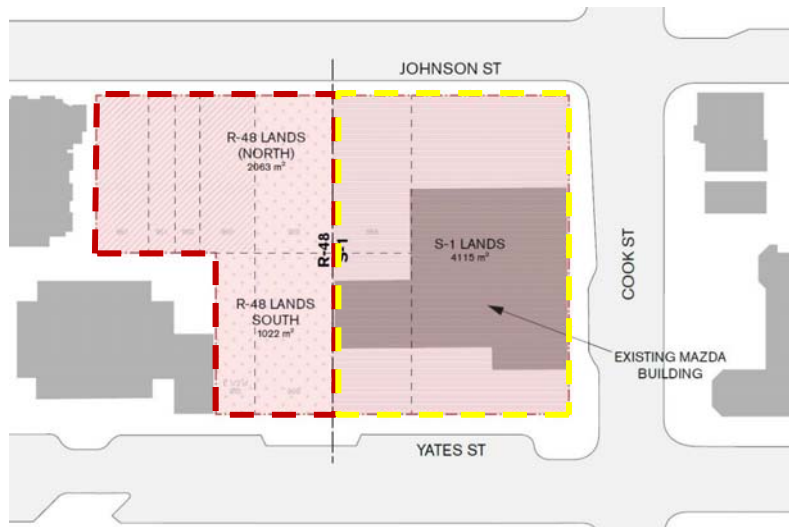 JOHNSON ST
R-48 LANDS
(NORTH)
2063 m²
R-48
S-1
S-1 LANDS
4115 m²
COOK ST
R-48 LANDS
SOUTH
1022 m²
EXISTING MAZDA
BUILDING
YATES ST